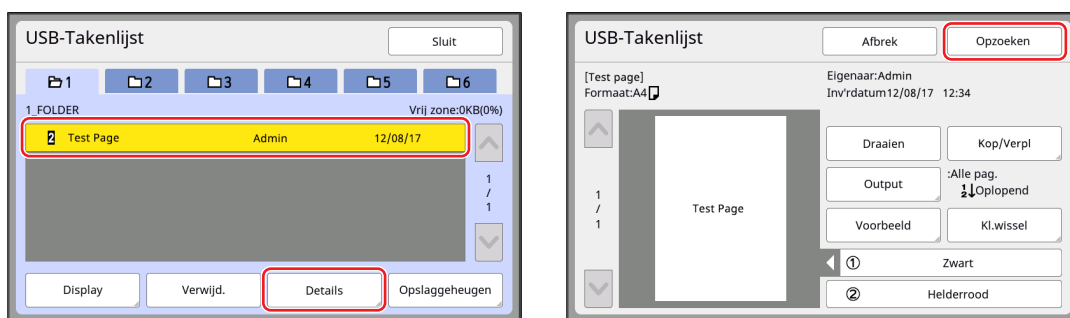 USB-Takenlijst
Sluit
1 2 3 4 5 6
1_FOLDER Vrij zone:0KB(0%)
2 Test Page Admin 12/08/17
1
/
1
Display Verwijd. Details Opslaggeheugen
USB-Takenlijst
Afbrek Opzoeken
[Test page]
Formaat:A4
Eigenaar:Admin
Inv'rdatum12/08/17 12:34
1
/
1
Test Page
Draaien Kop/Verpl
Output :Alle pag.
1 2 Oplopend
Voorbeeld Kl.wissel
① Zwart
② Helderrood